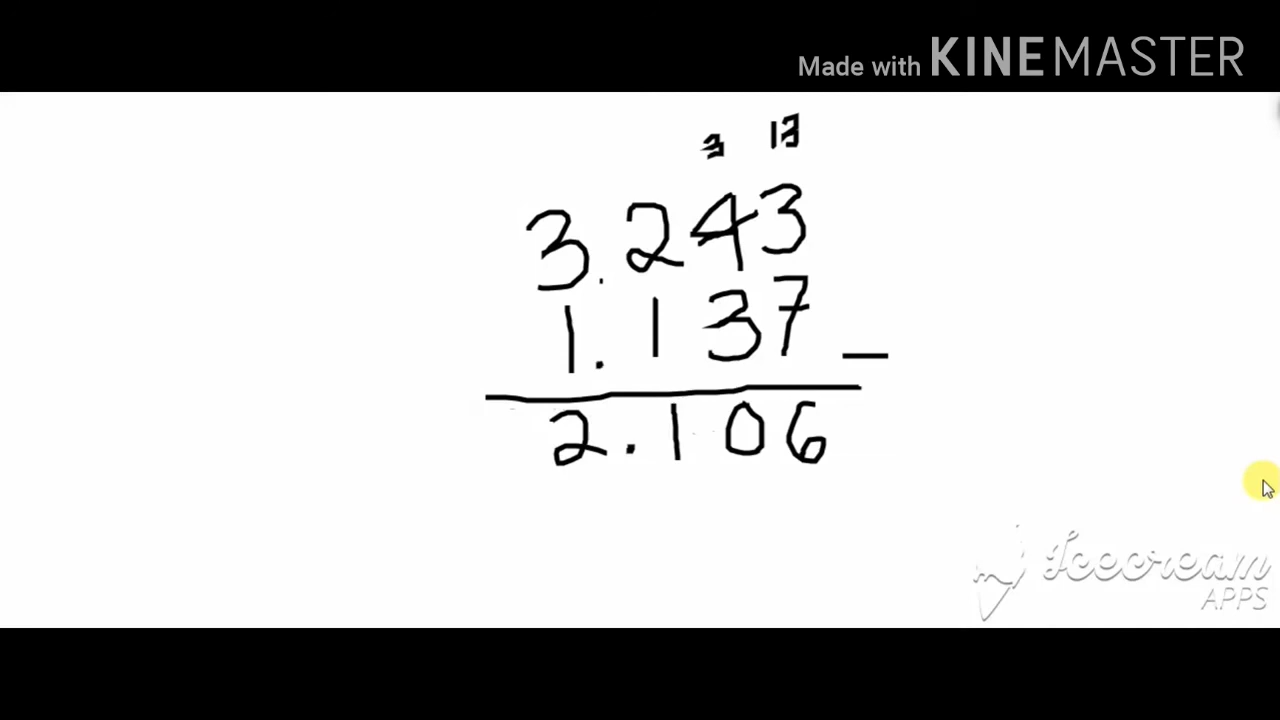 Made with KINEMASTER
3 13
3.243
1.137 –
2.106
Icecream
APPS